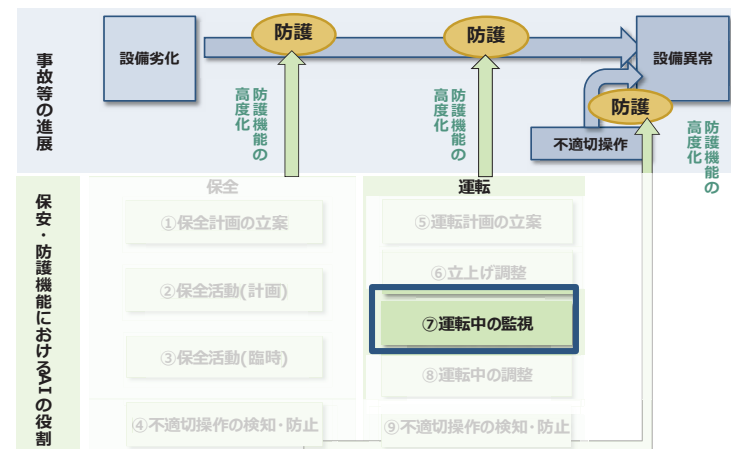 事故等の進展
設備劣化
防護
防護
設備異常
防護機能の
高度化
防護機能の
高度化
防護
不適切操作
防護機能の
高度化
保安・防護機能におけるAIの役割
保全
①保全計画の立案
②保全活動(計画)
③保全活動(臨時)
④不適切操作の検知・防止
運転
⑤運転計画の立案
⑥立上げ調整
⑦運転中の監視
⑧運転中の調整
⑨不適切操作の検知・防止